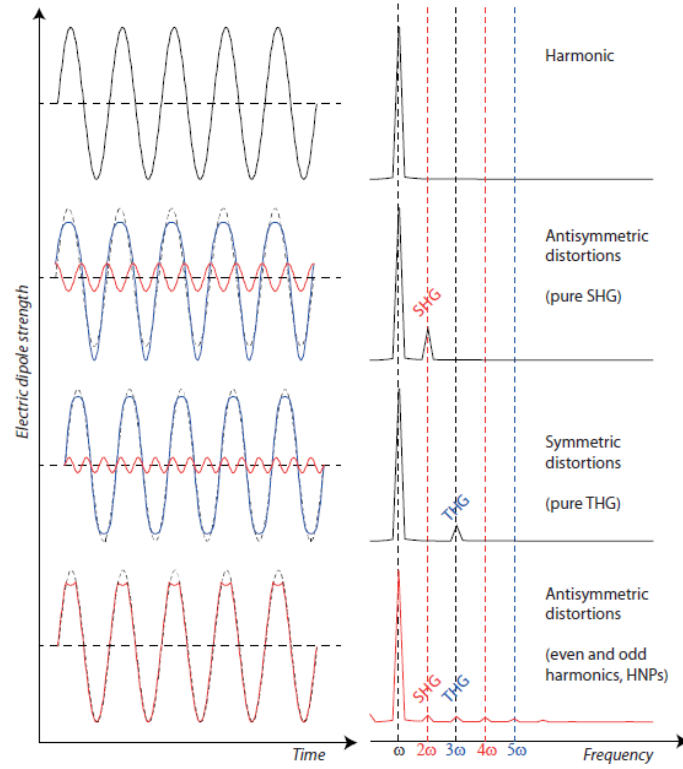 Harmonic
Antisymmetric
distortions
(pure SHG)
SHG
Symmetric
distortions
(pure THG)
THG
Antisymmetric
distortions
(even and odd
harmonics, HNPs)
SHG
THG
Electric dipole strength
Time
ω
2ω
3ω
4ω
5ω
Frequency